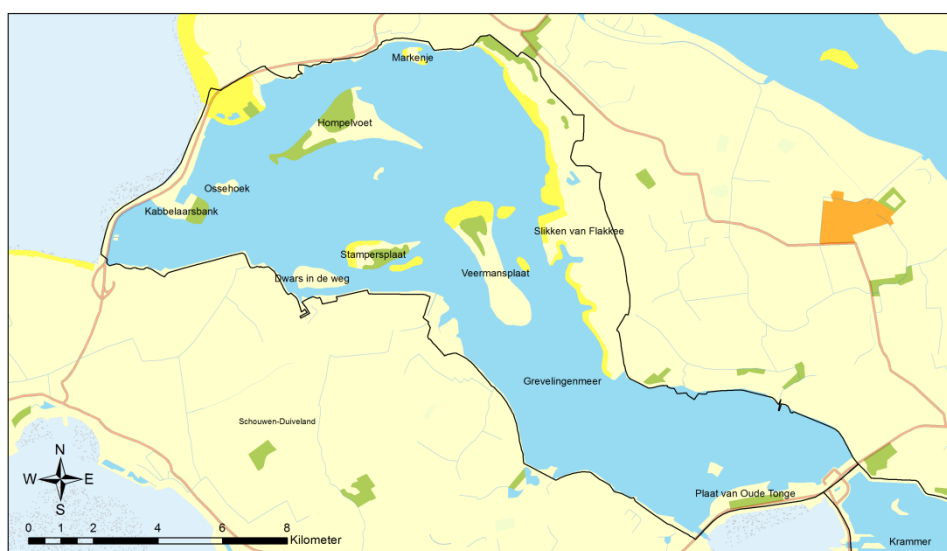 Markenje
Hompelvoet
Ossehoek
Kabbelaarsbank
Slikken van Flakkee
Stampersplaat
Veermansplaat
Dwars in de weg
Grevelingenmeer
Schouwen-Duiveland
N
W E
S
Plaat van Oude Tonge
0 1 2 4 6 8
Kilometer
Krammer